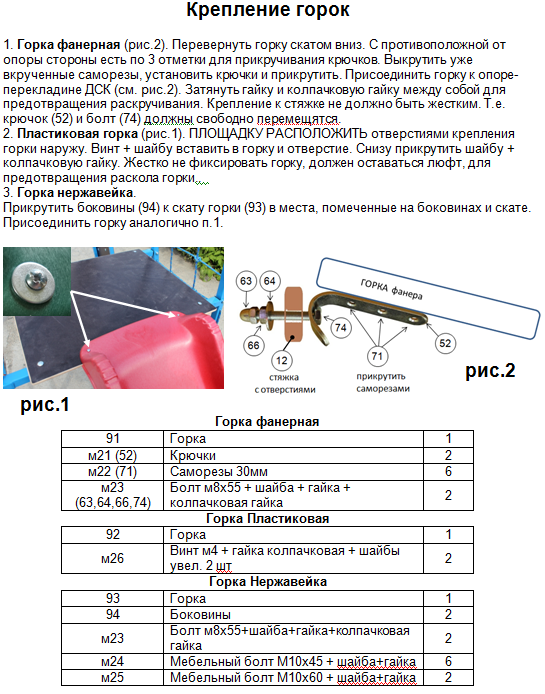 Крепление горок
1. Горка фанерная (рис.2). Перевернуть горку скатом вниз. С противоположной от
опоры стороны есть по 3 отметки для прикручивания крючков. Выкрутить уже
вкрученные саморезы, установить крючки и прикрутить. Присоединить горку к опоре-
перекладине ДСК (см. рис.2). Затянуть гайку и колпачковую гайку между собой для
предотвращения раскручивания. Крепление к стяжке не должно быть жестким. Т.е.
крючок (52) и болт (74) должны свободно перемещятся.
2. Пластиковая горка (рис.1). ПЛОЩАДКУ РАСПОЛОЖИТЬ отверстиями крепления
горки наружу. Винт + шайбу вставить в горку и отверстие. Снизу прикрутить шайбу +
колпачковую гайку. Жестко не фиксировать горку, должен оставаться люфт, для
предотвращения раскола горки...
3. Горка нержавейка.
Прикрутить боковины (94) к скату горки (93) в места, помеченные на боковинах и скате.
Присоединить горку аналогично п.1.
63 64
ГОРКА фанера
66 74 52
12 71
стяжка
с отверстиями
прикрутить
саморезами
рис.2
рис.1
Горка фанерная
91 Горка 1
м21 (52) Крючки 2
м22 (71) Саморезы 30мм 6
м23
(63,64,66,74)
Болт м8х55 + шайба + гайка +
колпачковая гайка
2
Горка Пластиковая
92 Горка 1
м26
Винт м4 + гайка колпачковая + шайбы
увел. 2 шт
2
Горка Нержавейка
93 Горка 1
94 Боковины 2
м23
Болт м8х55+шайба+гайка+колпачковая
гайка
2
м24 Мебельный болт М10х45 + шайба+гайка 6
м25 Мебельный болт М10х60 + шайба+гайка 2